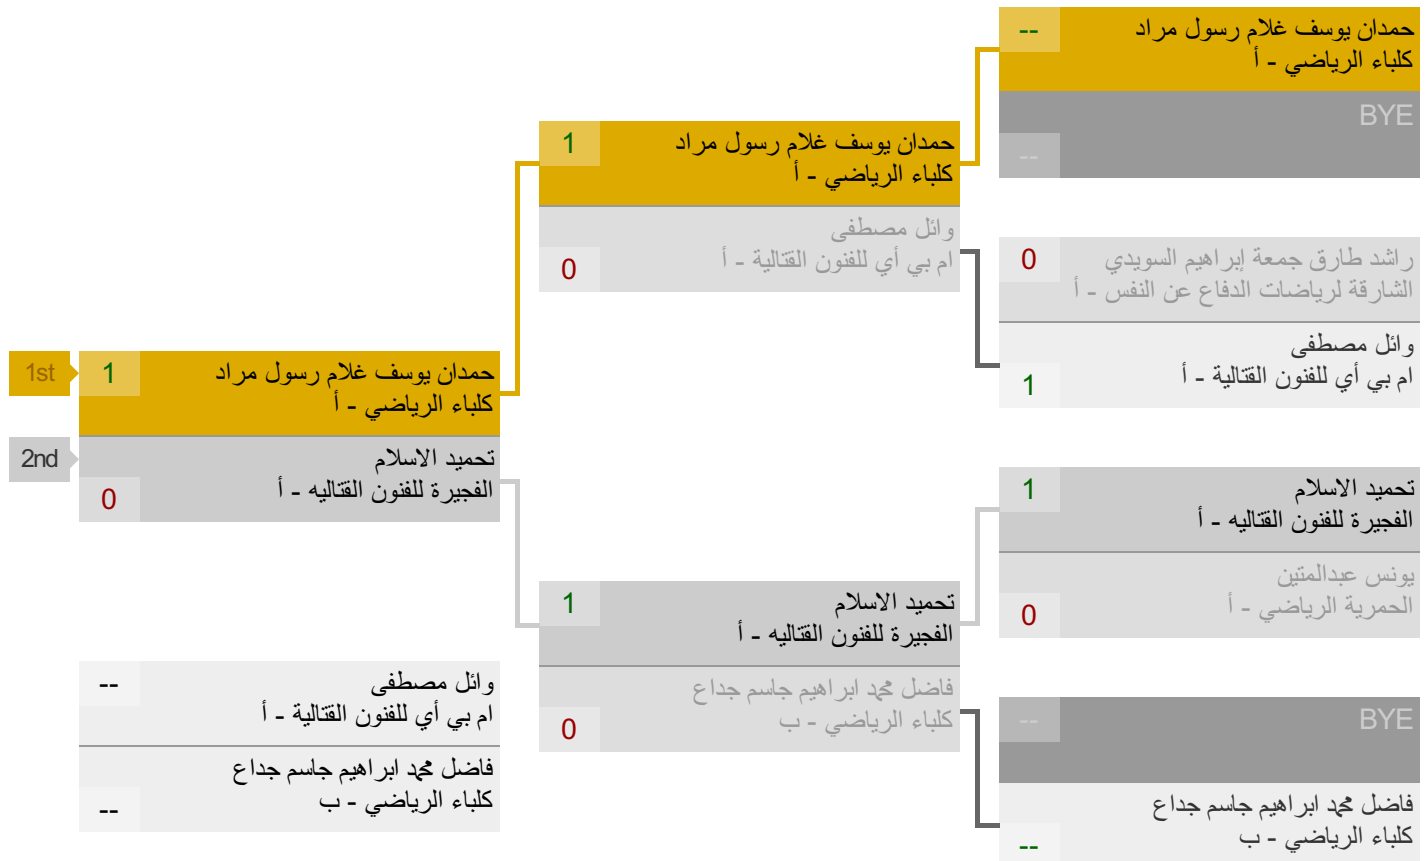 حمدان يوسف غلام رسول مراد
كلباء الرياضي - أ
--
BYE
--
راشد طارق جمعة إبراهيم السويدي
الشارقة لرياضات الدفاع عن النفس - أ
0
وائل مصطفى
ام بي أي للفنون القتالية - أ
1
تحميد الاسلام
الفجيرة للفنون القتاليه - أ
1
يونس عبدالمتين
الحمرية الرياضي - أ
0
BYE
--
فاضل محمد ابراهيم جاسم جداع
كلباء الرياضي - ب
--
حمدان يوسف غلام رسول مراد
كلباء الرياضي - أ
1
وائل مصطفى
ام بي أي للفنون القتالية - أ
0
تحميد الاسلام
الفجيرة للفنون القتاليه - أ
1
فاضل محمد ابراهيم جاسم جداع
كلباء الرياضي - ب
0
حمدان يوسف غلام رسول مراد
كلباء الرياضي - أ
1
1st
تحميد الاسلام
الفجيرة للفنون القتاليه - أ
0
2nd
وائل مصطفى
ام بي أي للفنون القتالية - أ
--
فاضل محمد ابراهيم جاسم جداع
كلباء الرياضي - ب
--